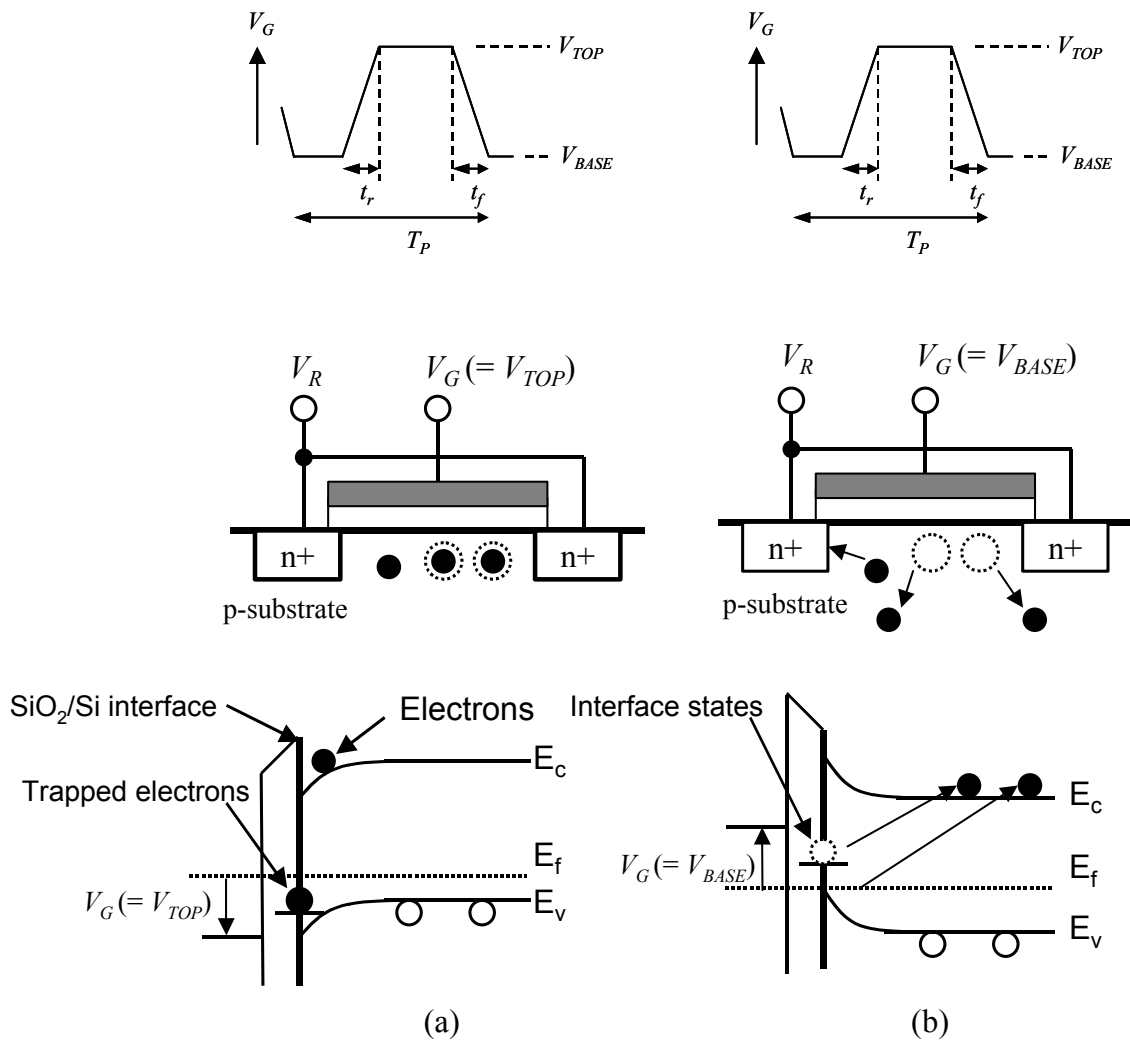 V_G
V_TOP
V_BASE
t_r
t_f
T_P
V_G
V_TOP
V_BASE
t_r
t_f
T_P
V_R
V_G (= V_TOP)
n+
n+
p-substrate
V_R
V_G (= V_BASE)
n+
n+
p-substrate
SiO₂/Si interface
Electrons
Trapped electrons
E_c
E_f
E_v
V_G (= V_TOP)
Interface states
E_c
E_f
E_v
V_G (= V_BASE)
(a)
(b)